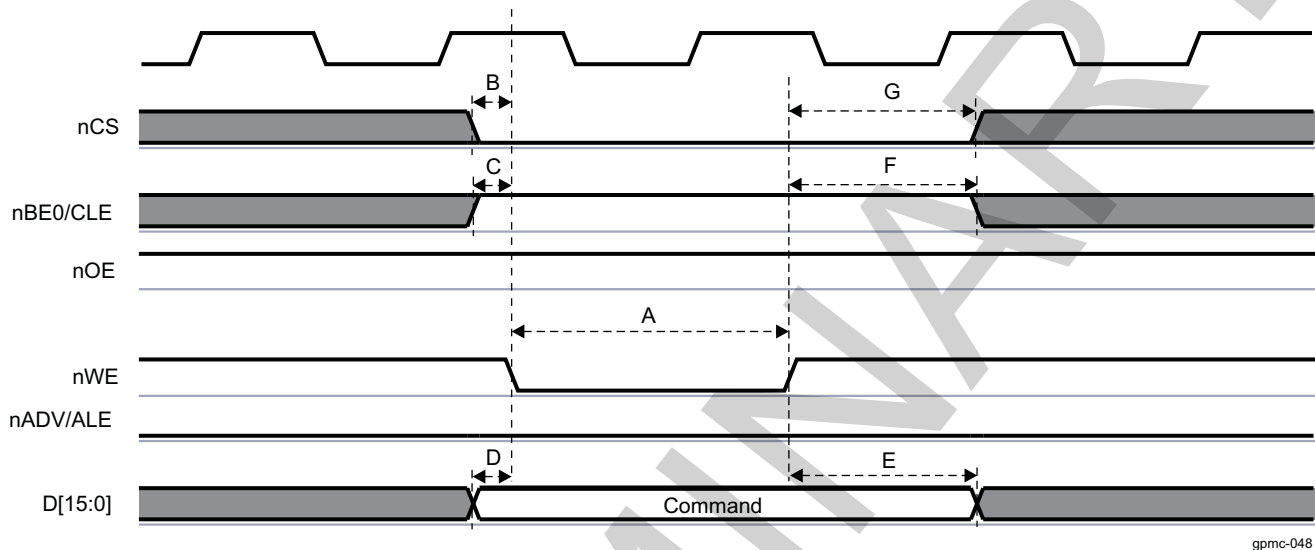 B
G
nCS
C
F
nBE0/CLE
nOE
A
nWE
nADV/ALE
D
E
D[15:0]
Command
gpmc-048